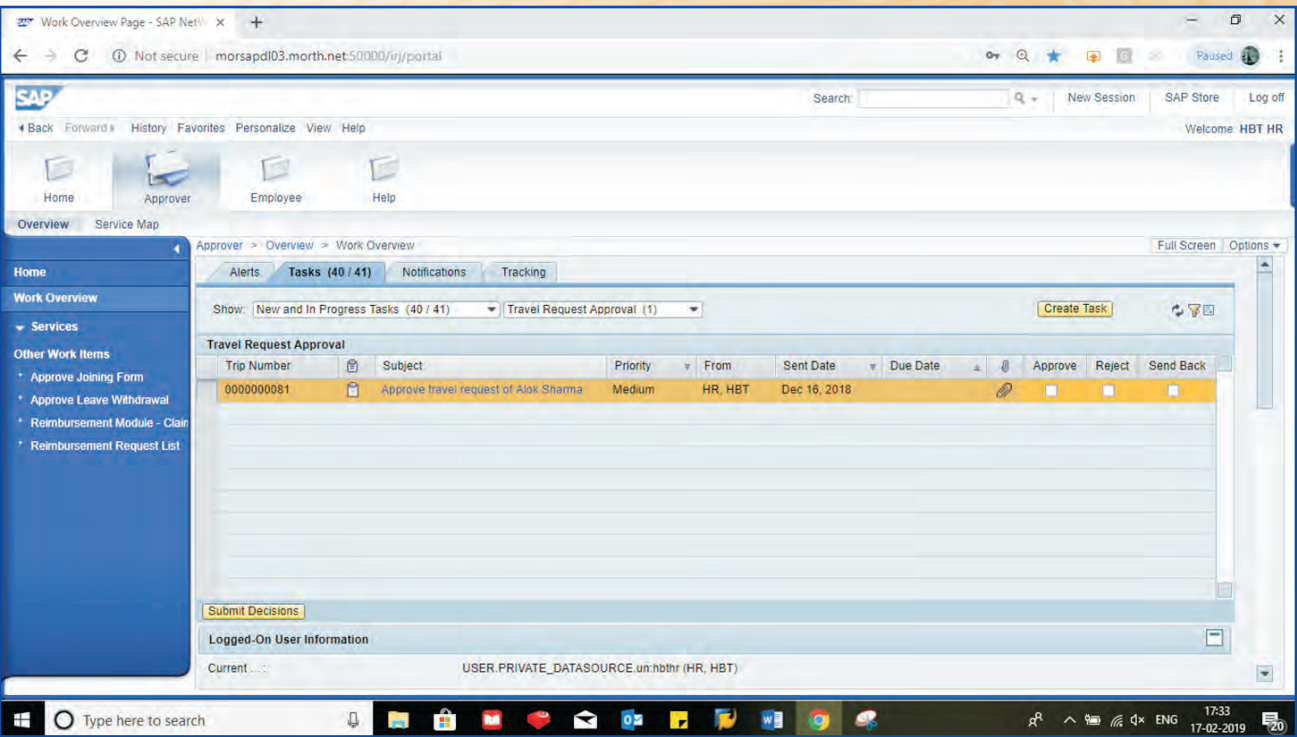 Work Overview Page - SAP NetW
Not secure morsapdl03.morth.net:50000/irj/portal Paused
SAP Search: New Session SAP Store Log off
Back Forward History Favorites Personalize View Help Welcome: HBT HR
Home Approver Employee Help
Overview Service Map
Approver > Overview > Work Overview Full Screen Options
Home Alerts Tasks (40 / 41) Notifications Tracking
Work Overview
Show: New and In Progress Tasks (40 / 41) Travel Request Approval (1) Create Task
Services
Travel Request Approval
Other Work Items
Trip Number Subject Priority From Sent Date Due Date Approve Reject Send Back
Approve Joining Form
0000000081 Approve travel request of Alok Sharma Medium HR, HBT Dec 16, 2018
Approve Leave Withdrawal
Reimbursement Module - Clain
Reimbursement Request List
Submit Decisions
Logged-On User Information
Current ...: USER.PRIVATE_DATASOURCE.un:hbthr (HR, HBT)
Type here to search ENG 17:33
17-02-2019 20